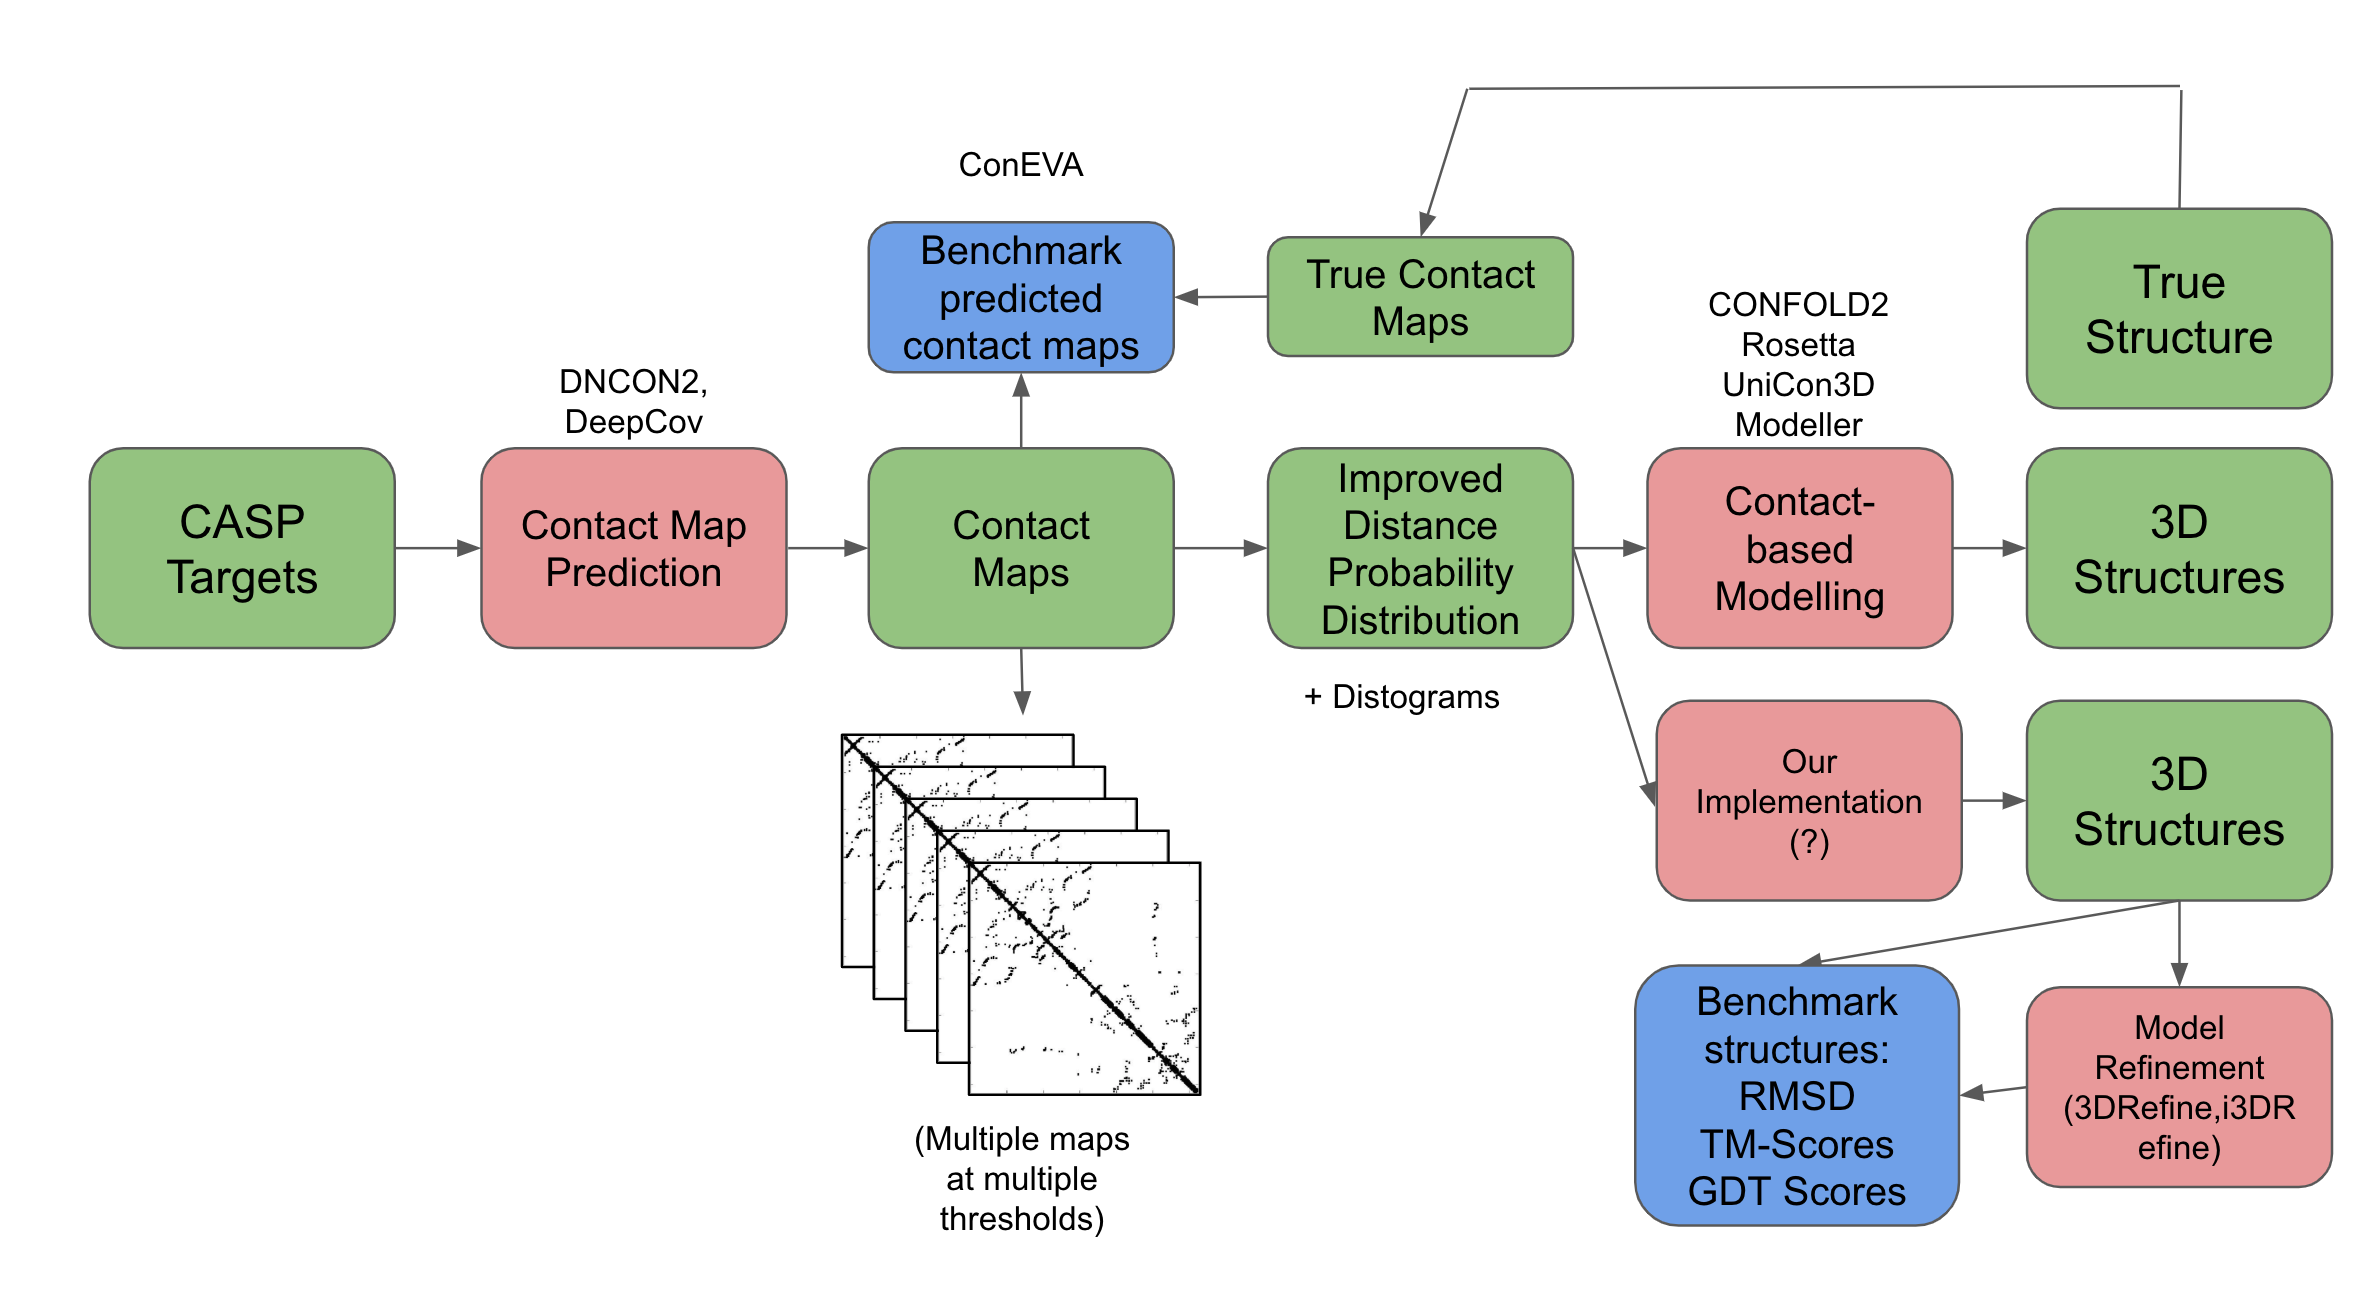 ConEVA
Benchmark
predicted
contact maps
True Contact
Maps
True
Structure
CONFOLD2
Rosetta
UniCon3D
Modeller
DNCON2,
DeepCov
CASP
Targets
Contact Map
Prediction
Contact
Maps
Improved
Distance
Probability
Distribution
Contact-
based
Modelling
3D
Structures
+ Distograms
Our
Implementation
(?)
3D
Structures
(Multiple maps
at multiple
thresholds)
Benchmark
structures:
RMSD
TM-Scores
GDT Scores
Model
Refinement
(3DRefine,i3DR
efine)